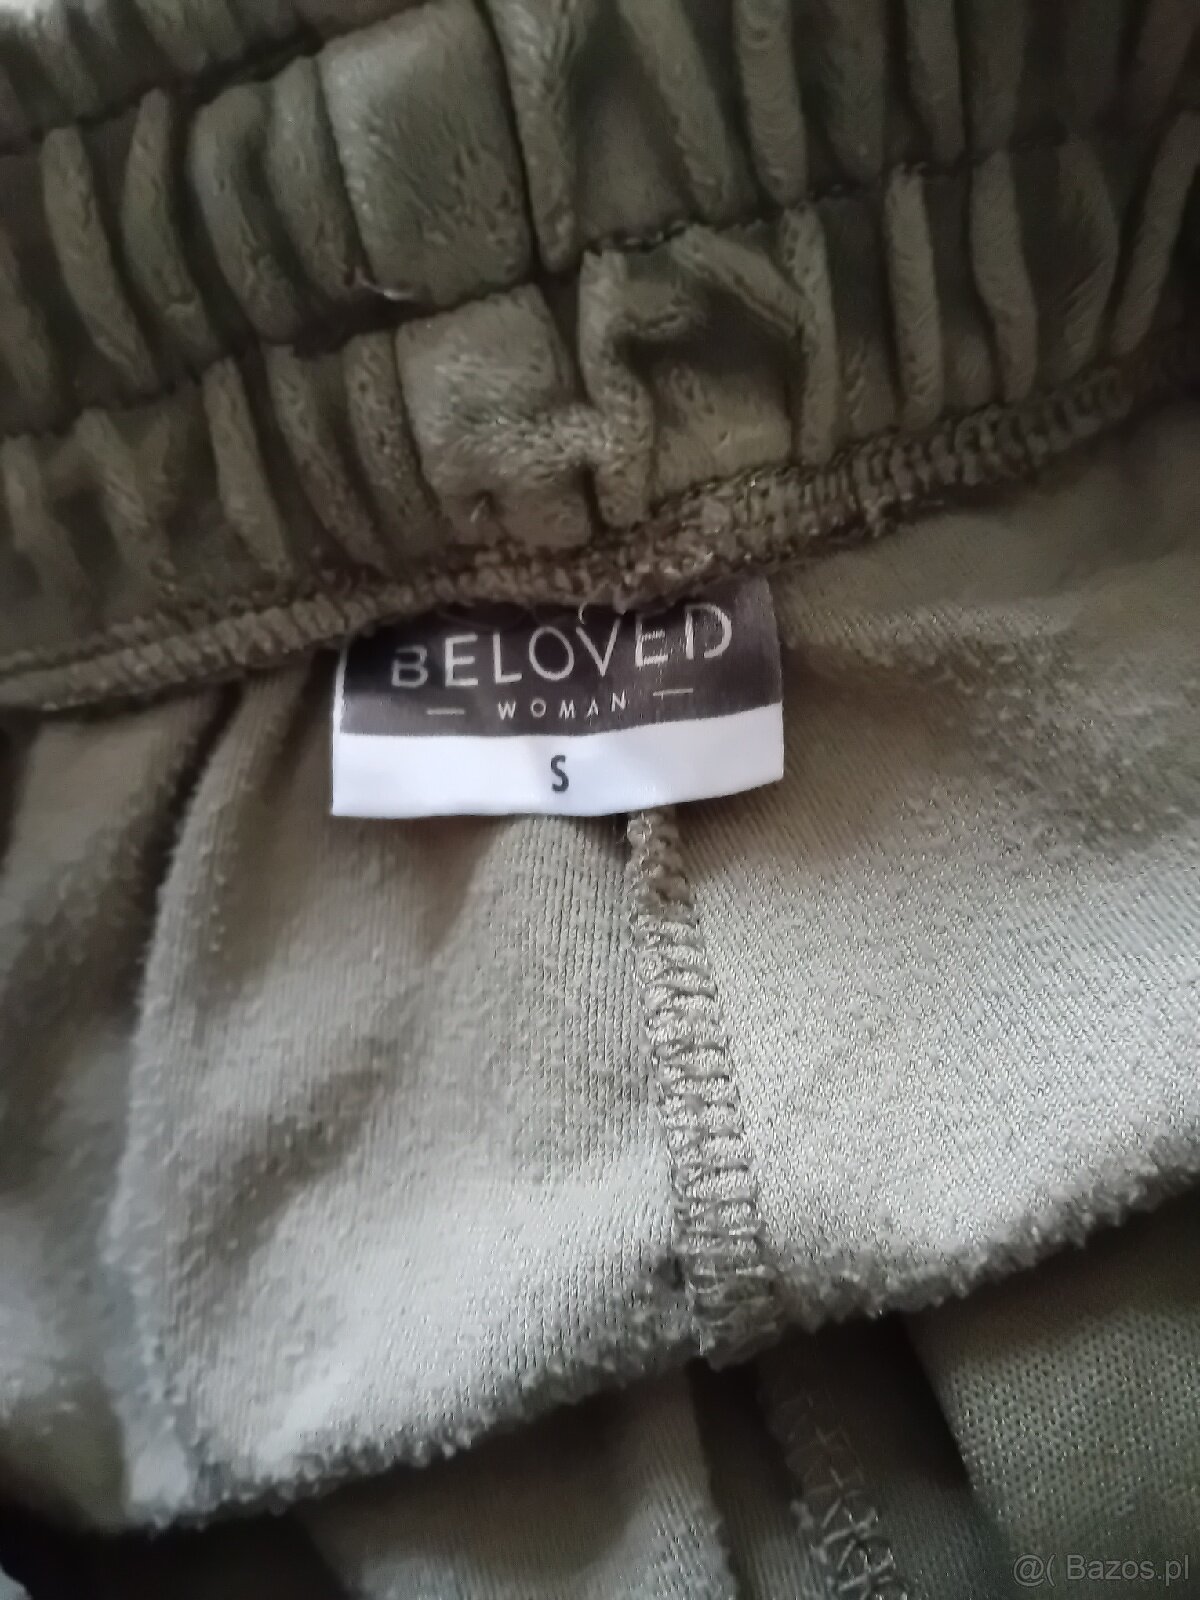 BELOVED
— WOMAN —
S
@( Bazos.pl